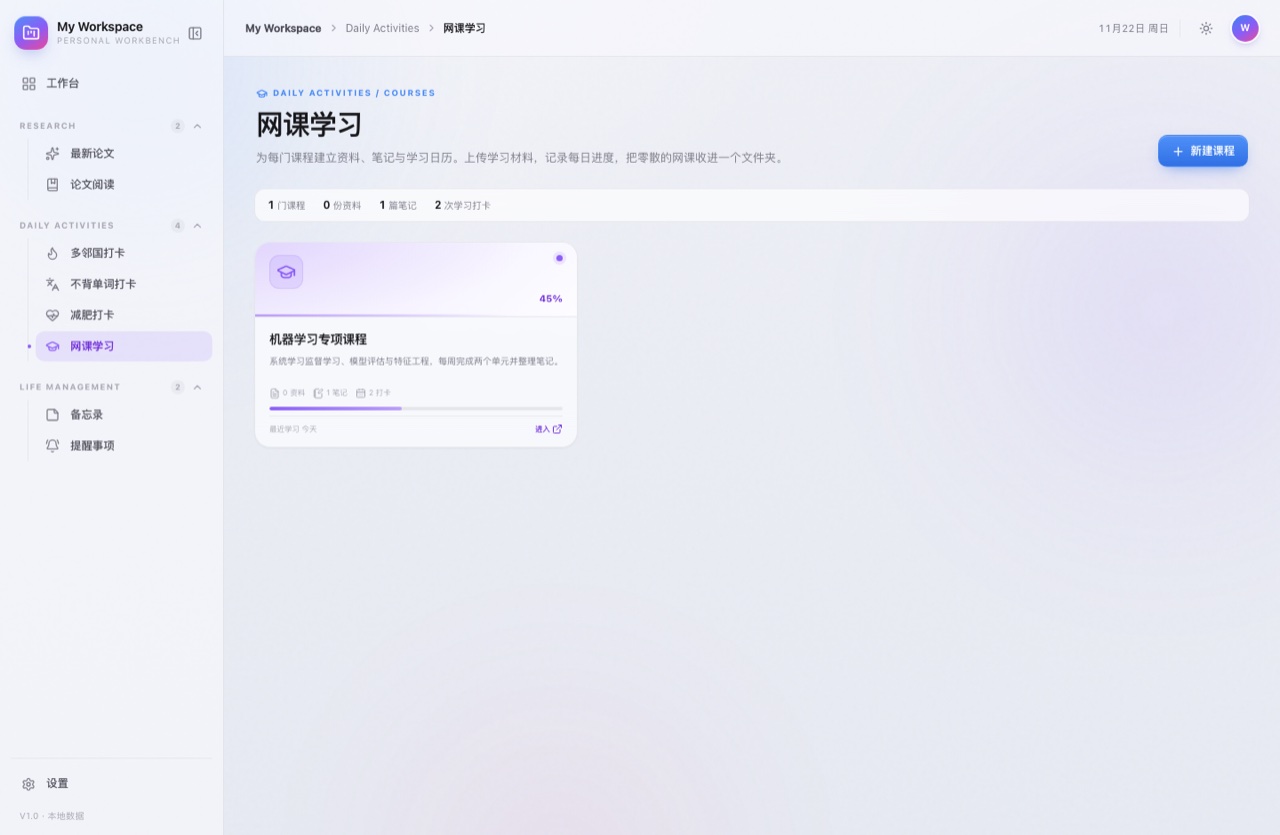 My Workspace
PERSONAL WORKBENCH
工作台
RESEARCH 2
最新论文
论文阅读
DAILY ACTIVITIES 4
多邻国打卡
不背单词打卡
减肥打卡
网课学习
LIFE MANAGEMENT 2
备忘录
提醒事项
设置
V1.0 · 本地数据
My Workspace > Daily Activities > 网课学习
11月22日 周日
W
DAILY ACTIVITIES / COURSES
网课学习
为每门课程建立资料、笔记与学习日历。上传学习材料，记录每日进度，把零散的网课收进一个文件夹。
+ 新建课程
1 门课程 0 份资料 1 篇笔记 2 次学习打卡
45%
机器学习专项课程
系统学习监督学习、模型评估与特征工程，每周完成两个单元并整理笔记。
0 资料 1 笔记 2 打卡
最近学习 今天
进入